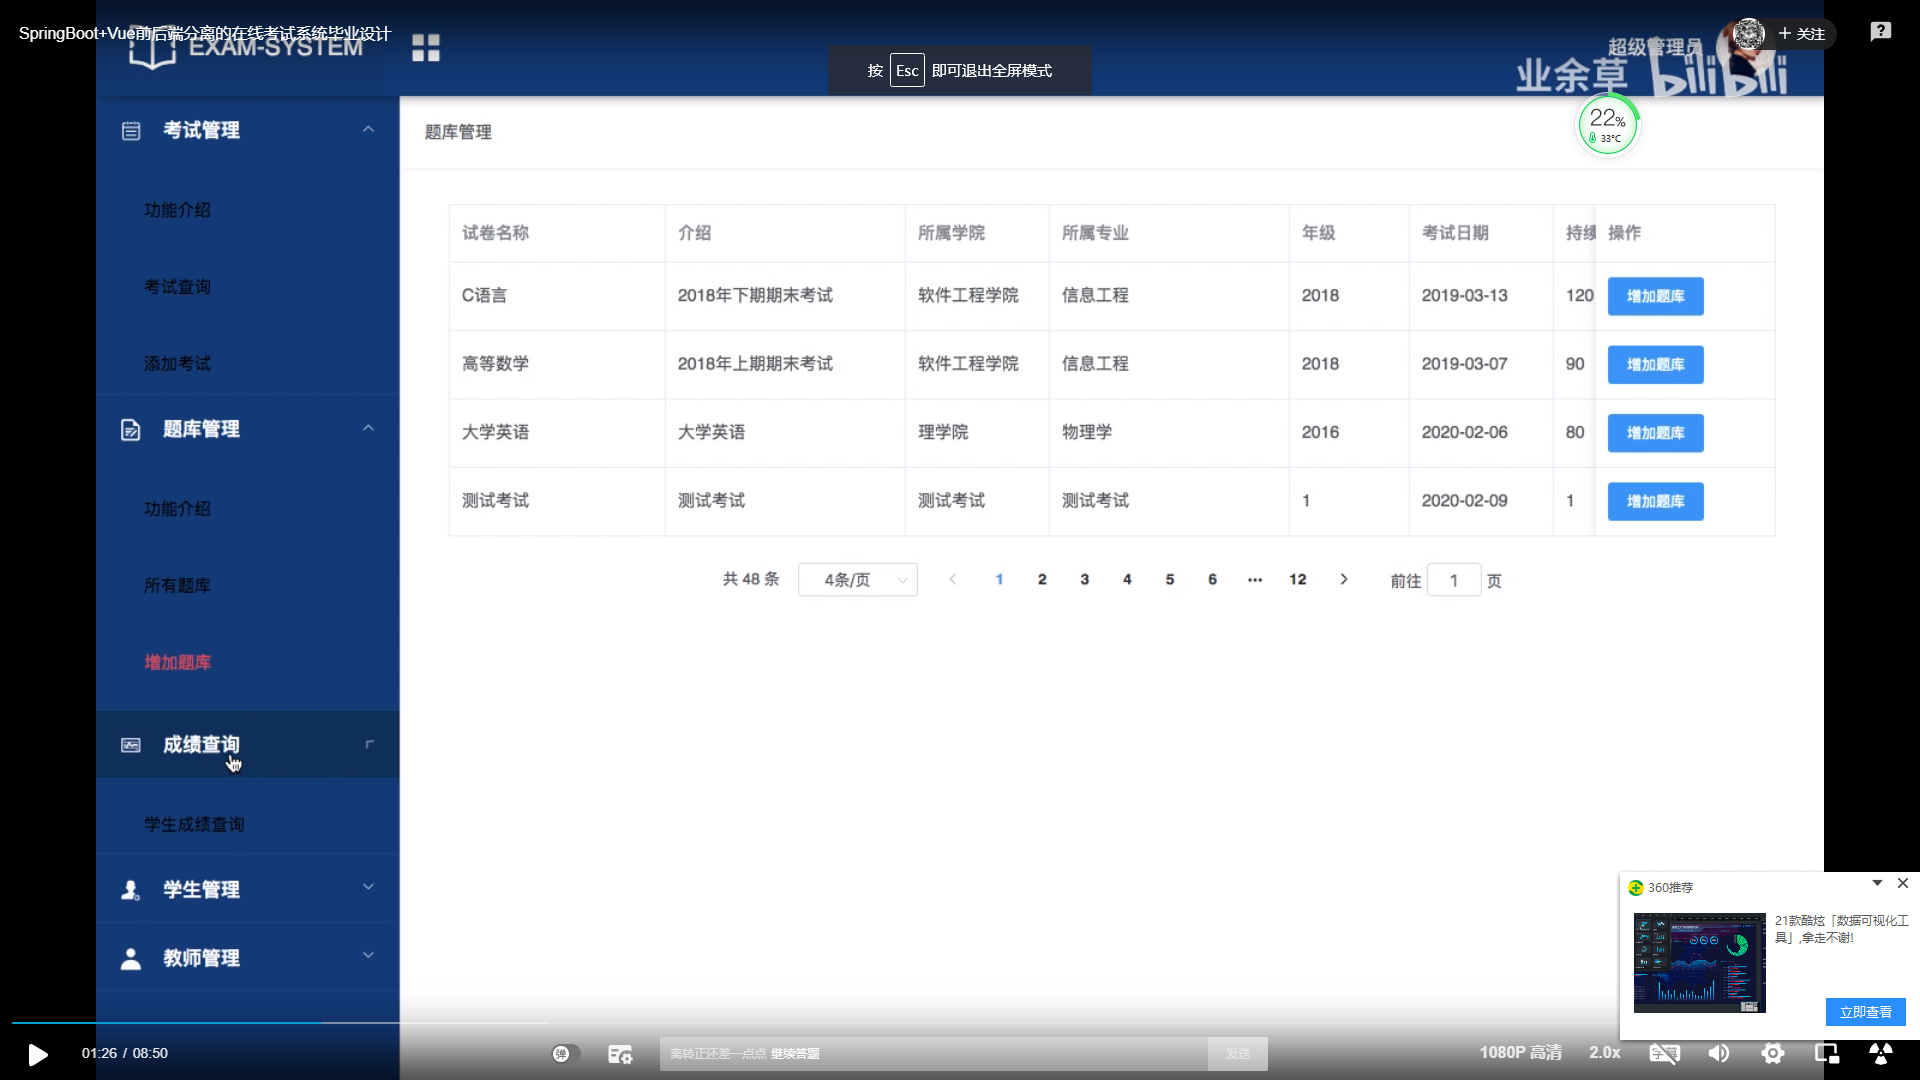 SpringBoot+Vue前后端分离的在线考试系统毕业设计
EXAM-SYSTEM
按 Esc 即可退出全屏模式
超级管理员
+ 关注
业余草 bilibili
22%
33°C
考试管理
功能介绍
考试查询
添加考试
题库管理
功能介绍
所有题库
增加题库
成绩查询
学生成绩查询
学生管理
教师管理
题库管理
试卷名称 介绍 所属学院 所属专业 年级 考试日期 持续 操作
C语言 2018年下期期末考试 软件工程学院 信息工程 2018 2019-03-13 120 增加题库
高等数学 2018年上期期末考试 软件工程学院 信息工程 2018 2019-03-07 90 增加题库
大学英语 大学英语 理学院 物理学 2016 2020-02-06 80 增加题库
测试考试 测试考试 测试考试 测试考试 1 2020-02-09 1 增加题库
共 48 条 4条/页 1 2 3 4 5 6 ••• 12 前往 1 页
360推荐
21款酷炫「数据可视化工
具」,拿走不谢!
立即查看
01:26 / 08:50
弹
离转正还差一点点 继续答题
发送
1080P 高清
2.0x
字幕